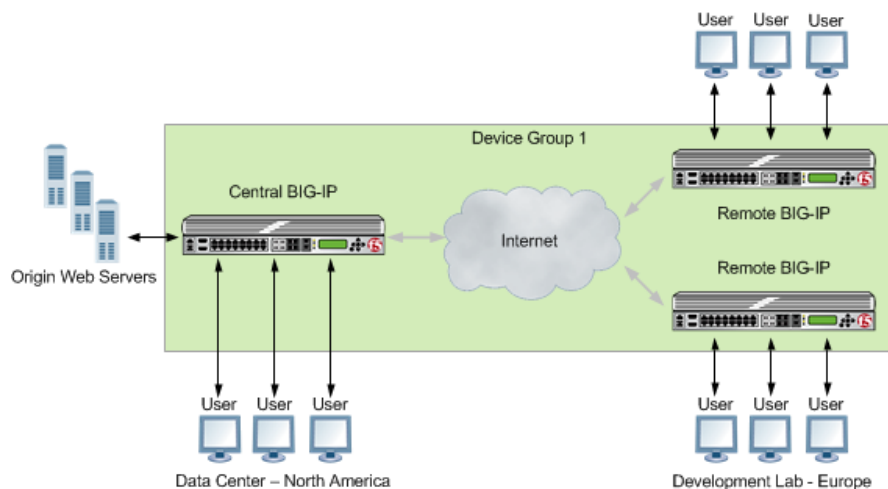 User User User
Device Group 1
Central BIG-IP
Internet
Remote BIG-IP
Origin Web Servers
Remote BIG-IP
User User User
Data Center – North America
User User User
Development Lab - Europe